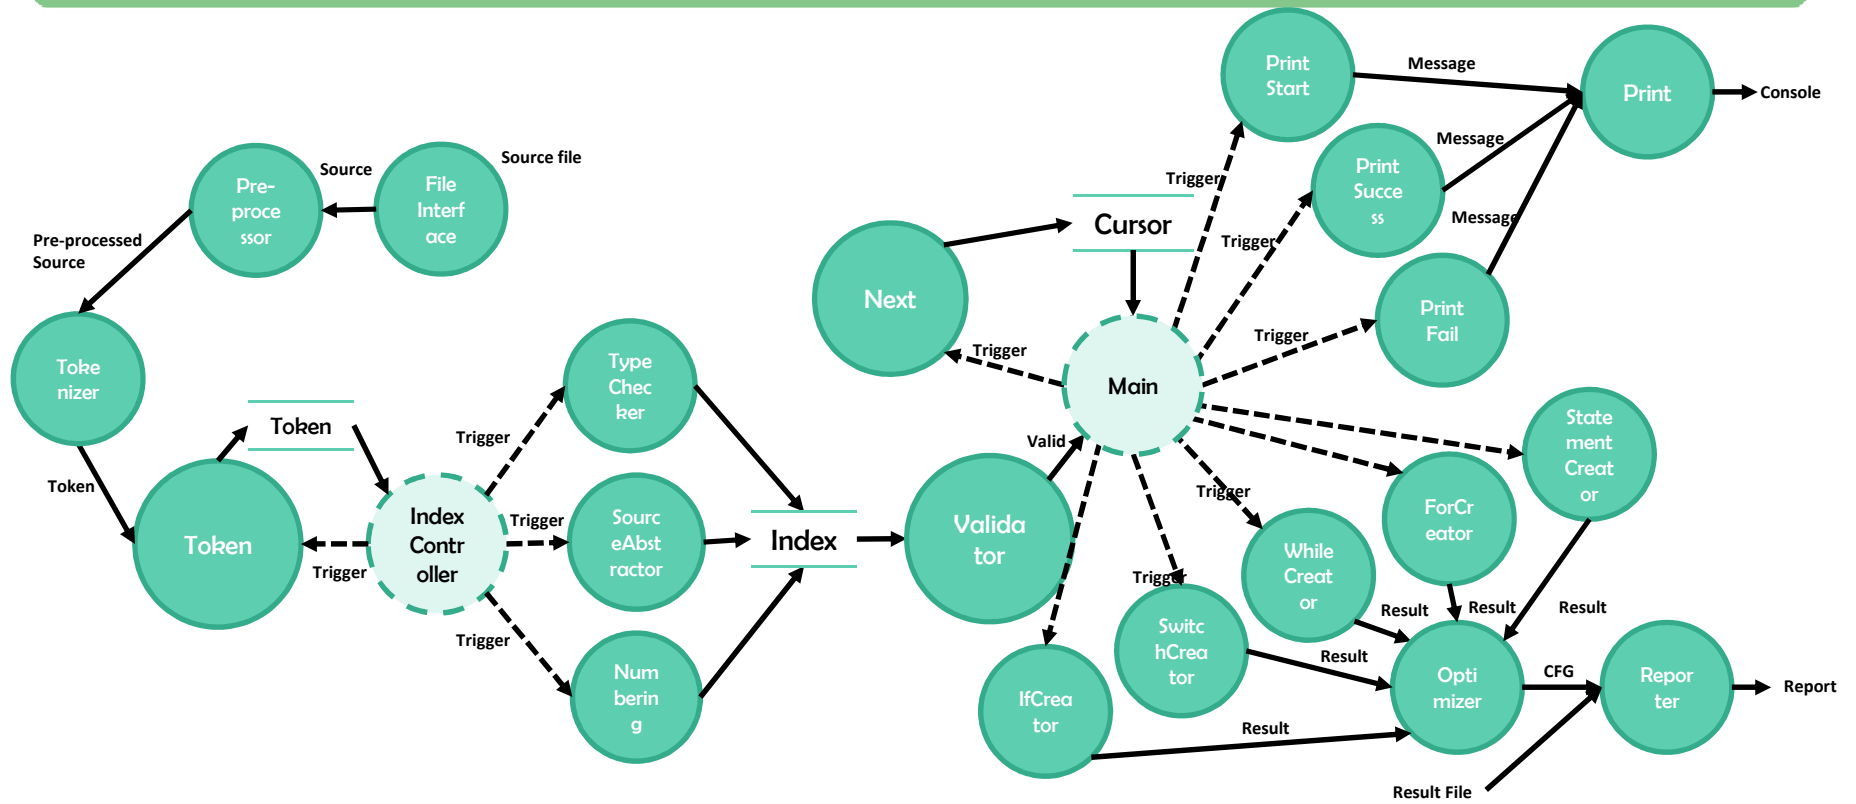 Source file
File
Interf
ace
Source
Pre-
proce
ssor
Pre-processed
Source
Toke
nizer
Token
Token
Token
Trigger
Index
Contr
oller
Trigger
Trigger
Trigger
Type
Chec
ker
Sourc
eAbst
ractor
Num
berin
g
Index
Valida
tor
Valid
Next
Cursor
Trigger
Main
Trigger
Trigger
Trigger
Print
Start
Print
Succe
ss
Print
Fail
Message
Message
Message
Print
Console
Trigger
Trigger
State
ment
Creat
or
ForCr
eator
While
Creat
or
Switc
hCrea
tor
IfCrea
tor
Result
Result
Result
Result
Result
Opti
mizer
CFG
Repor
ter
Report
Result File